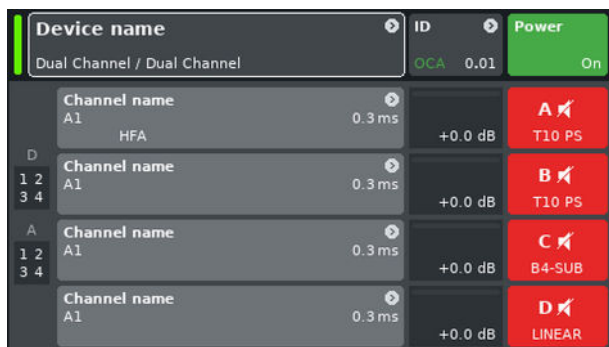 Device name
Dual Channel / Dual Channel
ID
OCA 0.01
Power
On
D
1 2
3 4
A
1 2
3 4
Channel name
A1 0.3 ms
HFA
+0.0 dB
A
T10 PS
Channel name
A1 0.3 ms
+0.0 dB
B
T10 PS
Channel name
A1 0.3 ms
+0.0 dB
C
B4-SUB
Channel name
A1 0.3 ms
+0.0 dB
D
LINEAR